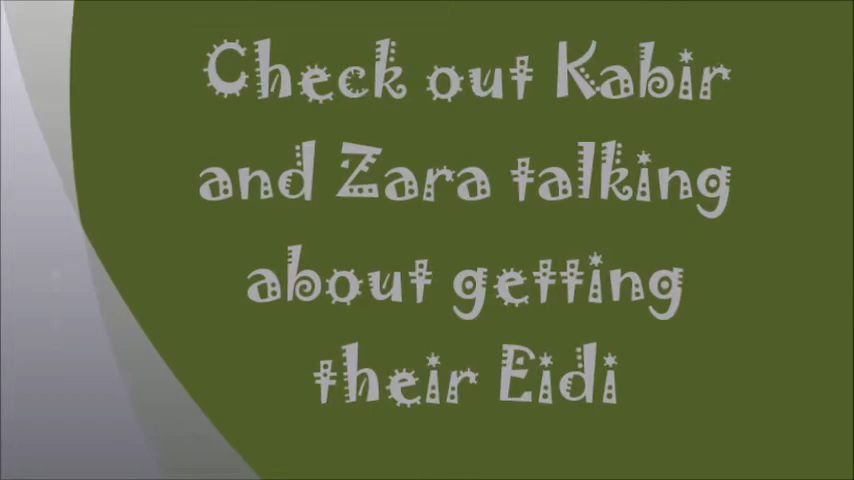 Check out Kabir
and Zara talking
about getting
their Eidi